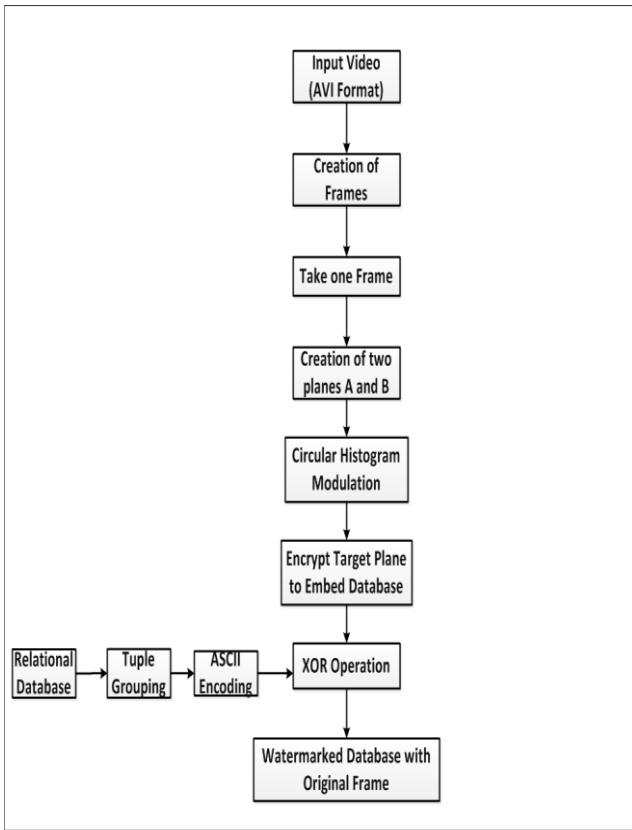 Input Video
(AVI Format)
Creation of
Frames
Take one Frame
Creation of two
planes A and B
Circular Histogram
Modulation
Encrypt Target Plane
to Embed Database
Relational
Database
Tuple
Grouping
ASCII
Encoding
XOR Operation
Watermarked Database with
Original Frame